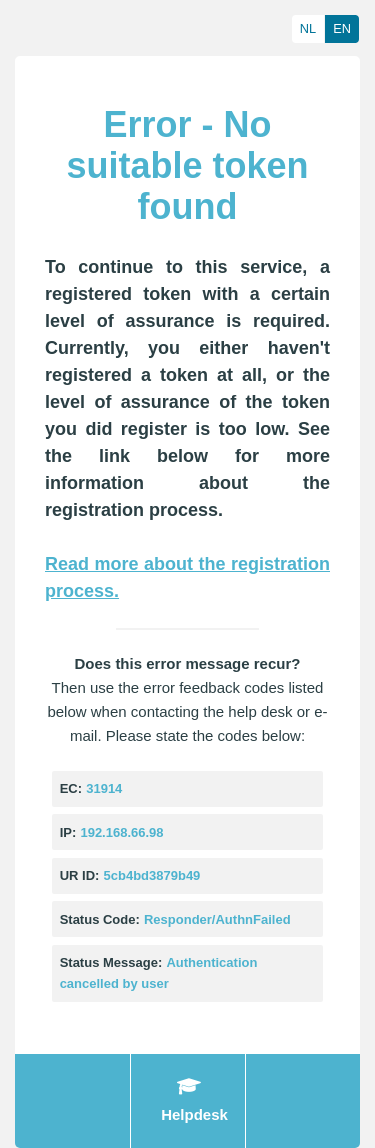 NL EN
Error - No
suitable token
found
To continue to this service, a
registered token with a certain
level of assurance is required.
Currently, you either haven't
registered a token at all, or the
level of assurance of the token
you did register is too low. See
the link below for more
information about the
registration process.
Read more about the registration
process.
Does this error message recur?
Then use the error feedback codes listed
below when contacting the help desk or e-
mail. Please state the codes below:
EC: 31914
IP: 192.168.66.98
UR ID: 5cb4bd3879b49
Status Code: Responder/AuthnFailed
Status Message: Authentication
cancelled by user
Helpdesk